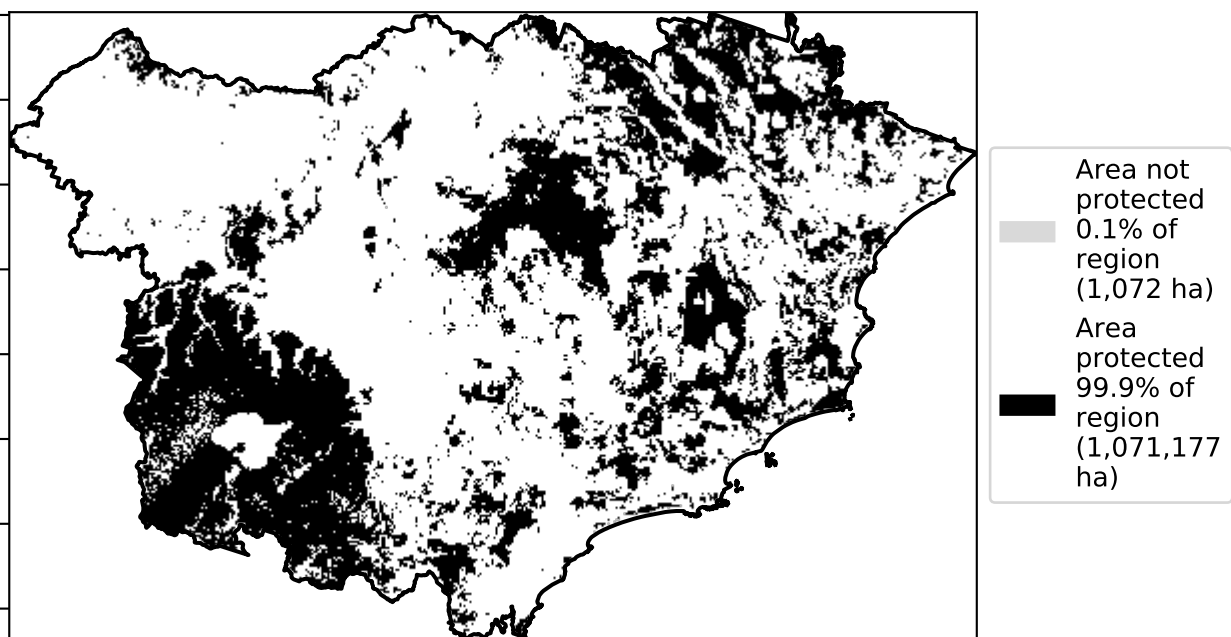 Area not
protected
0.1% of
region
(1,072 ha)
Area
protected
99.9% of
region
(1,071,177
ha)